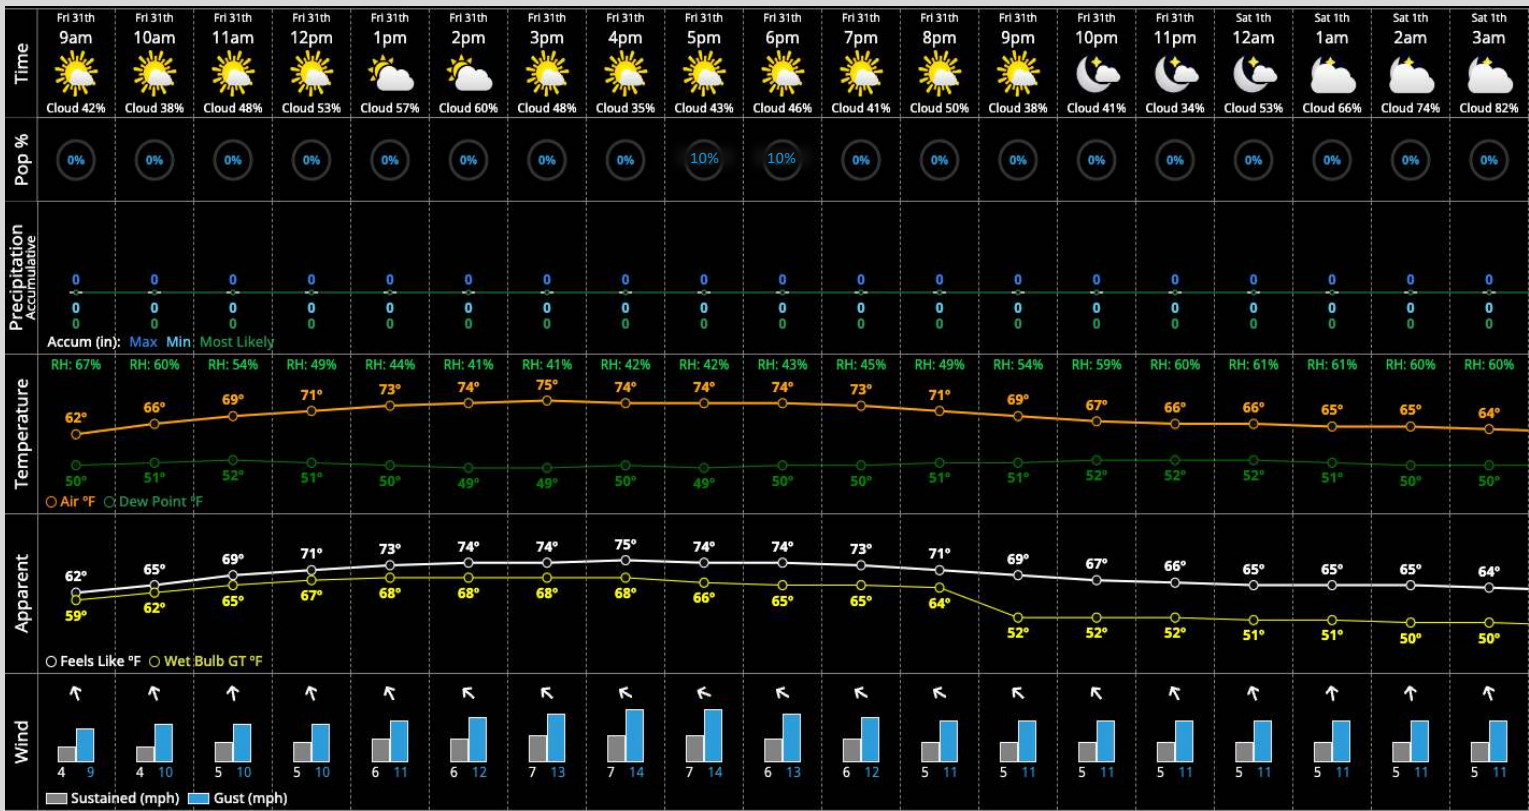 Fri 31th Fri 31th Fri 31th Fri 31th Fri 31th Fri 31th Fri 31th Fri 31th Fri 31th Fri 31th Fri 31th Fri 31th Fri 31th Fri 31th Fri 31th Sat 1th Sat 1th Sat 1th Sat 1th
9am 10am 11am 12pm 1pm 2pm 3pm 4pm 5pm 6pm 7pm 8pm 9pm 10pm 11pm 12am 1am 2am 3am
Time
Cloud 42% Cloud 38% Cloud 48% Cloud 53% Cloud 57% Cloud 60% Cloud 48% Cloud 35% Cloud 43% Cloud 46% Cloud 41% Cloud 50% Cloud 38% Cloud 41% Cloud 34% Cloud 53% Cloud 66% Cloud 74% Cloud 82%
Pop %
0% 0% 0% 0% 0% 0% 0% 0% 10% 10% 0% 0% 0% 0% 0% 0% 0% 0% 0%
Precipitation
Accumulative
0 0 0 0 0 0 0 0 0 0 0 0 0 0 0 0 0 0 0
0 0 0 0 0 0 0 0 0 0 0 0 0 0 0 0 0 0 0
0 0 0 0 0 0 0 0 0 0 0 0 0 0 0 0 0 0 0
Accum (in): Max Min Most Likely
Temperature
RH: 67% RH: 60% RH: 54% RH: 49% RH: 44% RH: 41% RH: 41% RH: 42% RH: 42% RH: 43% RH: 45% RH: 49% RH: 54% RH: 59% RH: 60% RH: 61% RH: 61% RH: 60% RH: 60%
62° 66° 69° 71° 73° 74° 75° 74° 74° 74° 73° 71° 69° 67° 66° 66° 65° 65° 64°
50° 51° 52° 51° 50° 49° 49° 50° 49° 50° 50° 51° 51° 52° 52° 52° 51° 50° 50°
Air °F Dew Point °F
Apparent
62° 65° 69° 71° 73° 74° 74° 75° 74° 74° 73° 71° 69° 67° 66° 65° 65° 65° 64°
59° 62° 65° 67° 68° 68° 68° 68° 66° 65° 65° 64° 52° 52° 52° 51° 51° 50° 50°
Feels Like °F Wet Bulb GT °F
Wind
4 9 4 10 5 10 5 10 6 11 6 12 7 13 7 14 7 14 6 13 6 12 5 11 5 11 5 11 5 11 5 11 5 11 5 11 5 11
Sustained (mph) Gust (mph)